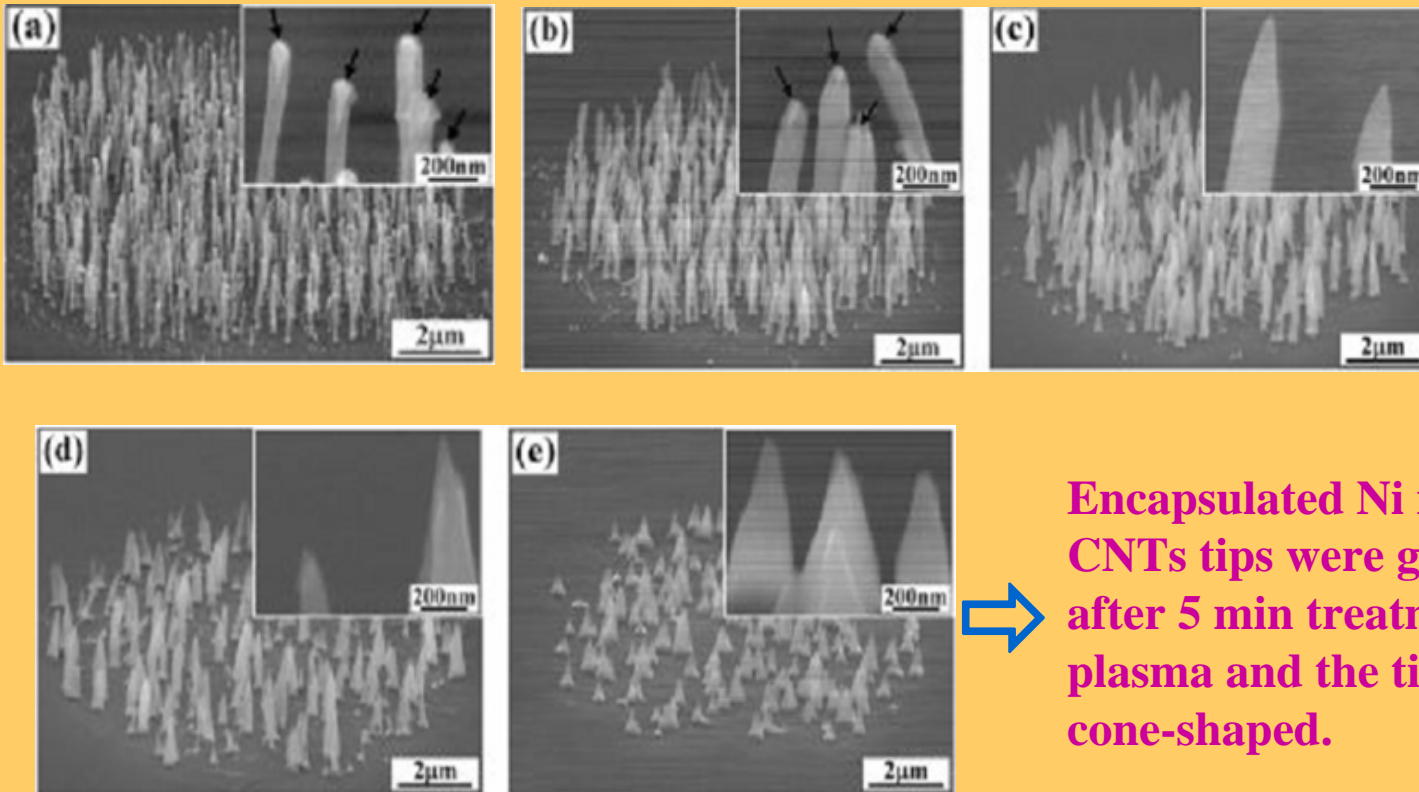 (a)
200nm
2μm
(b)
200nm
2μm
(c)
200nm
2μm
(d)
200nm
2μm
(e)
200nm
2μm
Encapsulated Ni
CNTs tips were
after 5 min
plasma and the
cone-shaped.